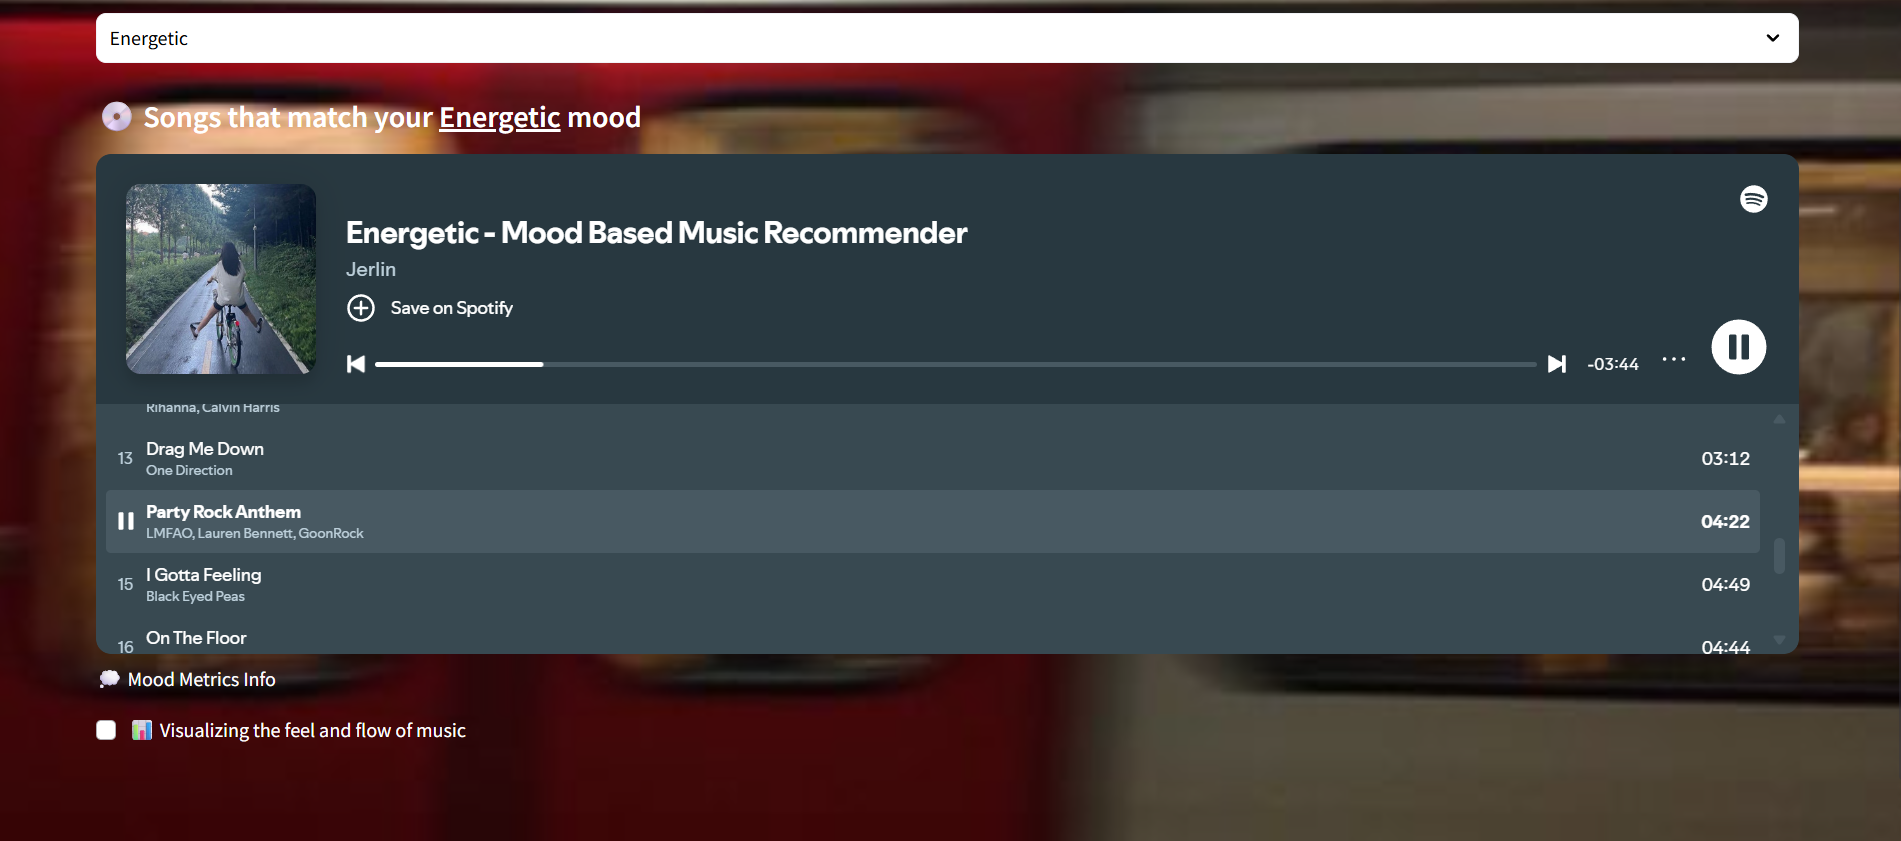 Energetic
Songs that match your Energetic mood
Energetic - Mood Based Music Recommender
Jerlin
Save on Spotify
-03:44
Rihanna, Calvin Harris
13 Drag Me Down 03:12
One Direction
Party Rock Anthem 04:22
LMFAO, Lauren Bennett, GoonRock
15 I Gotta Feeling 04:49
Black Eyed Peas
16 On The Floor 04:44
Mood Metrics Info
Visualizing the feel and flow of music